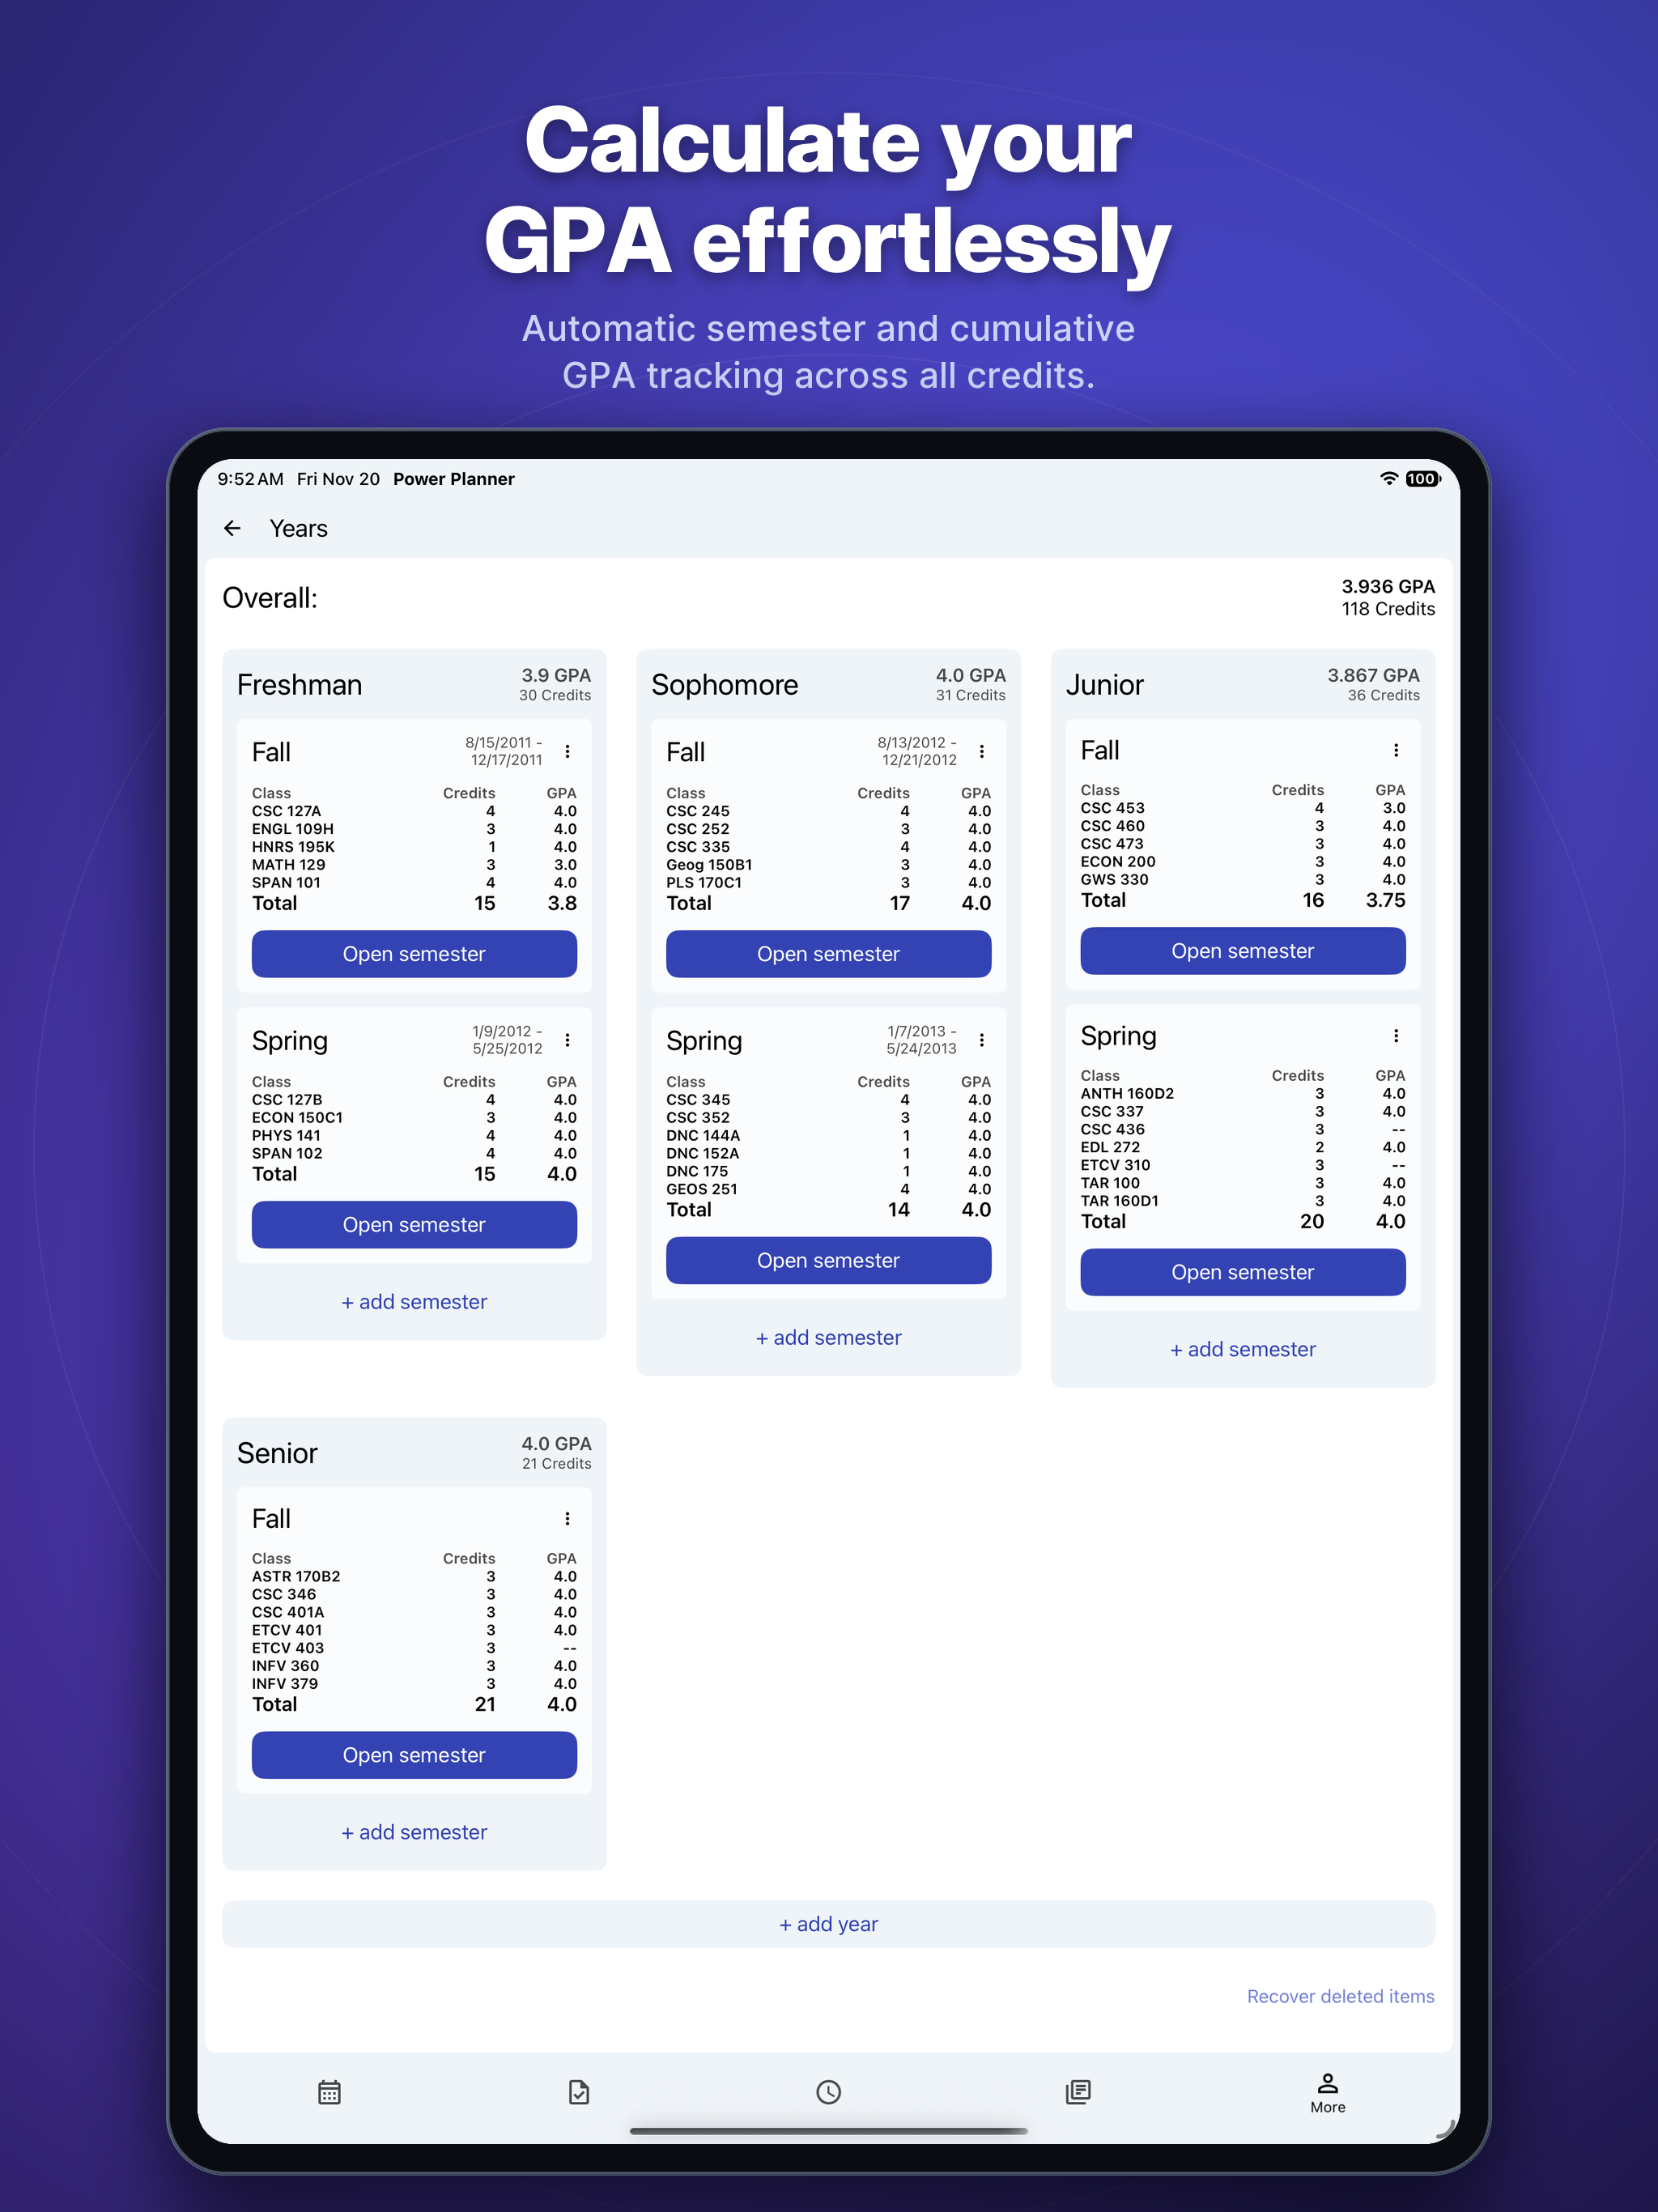 Calculate your
GPA effortlessly
Automatic semester and cumulative
GPA tracking across all credits.
9:52 AM Fri Nov 20 Power Planner 100
Years
Overall: 3.936 GPA
118 Credits
Freshman 3.9 GPA
30 Credits
Fall 8/15/2011 -
12/17/2011
Class Credits GPA
CSC 127A 4 4.0
ENGL 109H 3 4.0
HNRS 195K 1 4.0
MATH 129 3 3.0
SPAN 101 4 4.0
Total 15 3.8
Open semester
Spring 1/9/2012 -
5/25/2012
Class Credits GPA
CSC 127B 4 4.0
ECON 150C1 3 4.0
PHYS 141 4 4.0
SPAN 102 4 4.0
Total 15 4.0
Open semester
+ add semester
Sophomore 4.0 GPA
31 Credits
Fall 8/13/2012 -
12/21/2012
Class Credits GPA
CSC 245 4 4.0
CSC 252 3 4.0
CSC 335 4 4.0
Geog 150B1 3 4.0
PLS 170C1 3 4.0
Total 17 4.0
Open semester
Spring 1/7/2013 -
5/24/2013
Class Credits GPA
CSC 345 4 4.0
CSC 352 3 4.0
DNC 144A 1 4.0
DNC 152A 1 4.0
DNC 175 1 4.0
GEOS 251 4 4.0
Total 14 4.0
Open semester
+ add semester
Junior 3.867 GPA
36 Credits
Fall
Class Credits GPA
CSC 453 4 3.0
CSC 460 3 4.0
CSC 473 3 4.0
ECON 200 3 4.0
GWS 330 3 4.0
Total 16 3.75
Open semester
Spring
Class Credits GPA
ANTH 160D2 3 4.0
CSC 337 3 4.0
CSC 436 3 --
EDL 272 2 4.0
ETCV 310 3 --
TAR 100 3 4.0
TAR 160D1 3 4.0
Total 20 4.0
Open semester
+ add semester
Senior 4.0 GPA
21 Credits
Fall
Class Credits GPA
ASTR 170B2 3 4.0
CSC 346 3 4.0
CSC 401A 3 4.0
ETCV 401 3 4.0
ETCV 403 3 --
INFV 360 3 4.0
INFV 379 3 4.0
Total 21 4.0
Open semester
+ add semester
+ add year
Recover deleted items
More